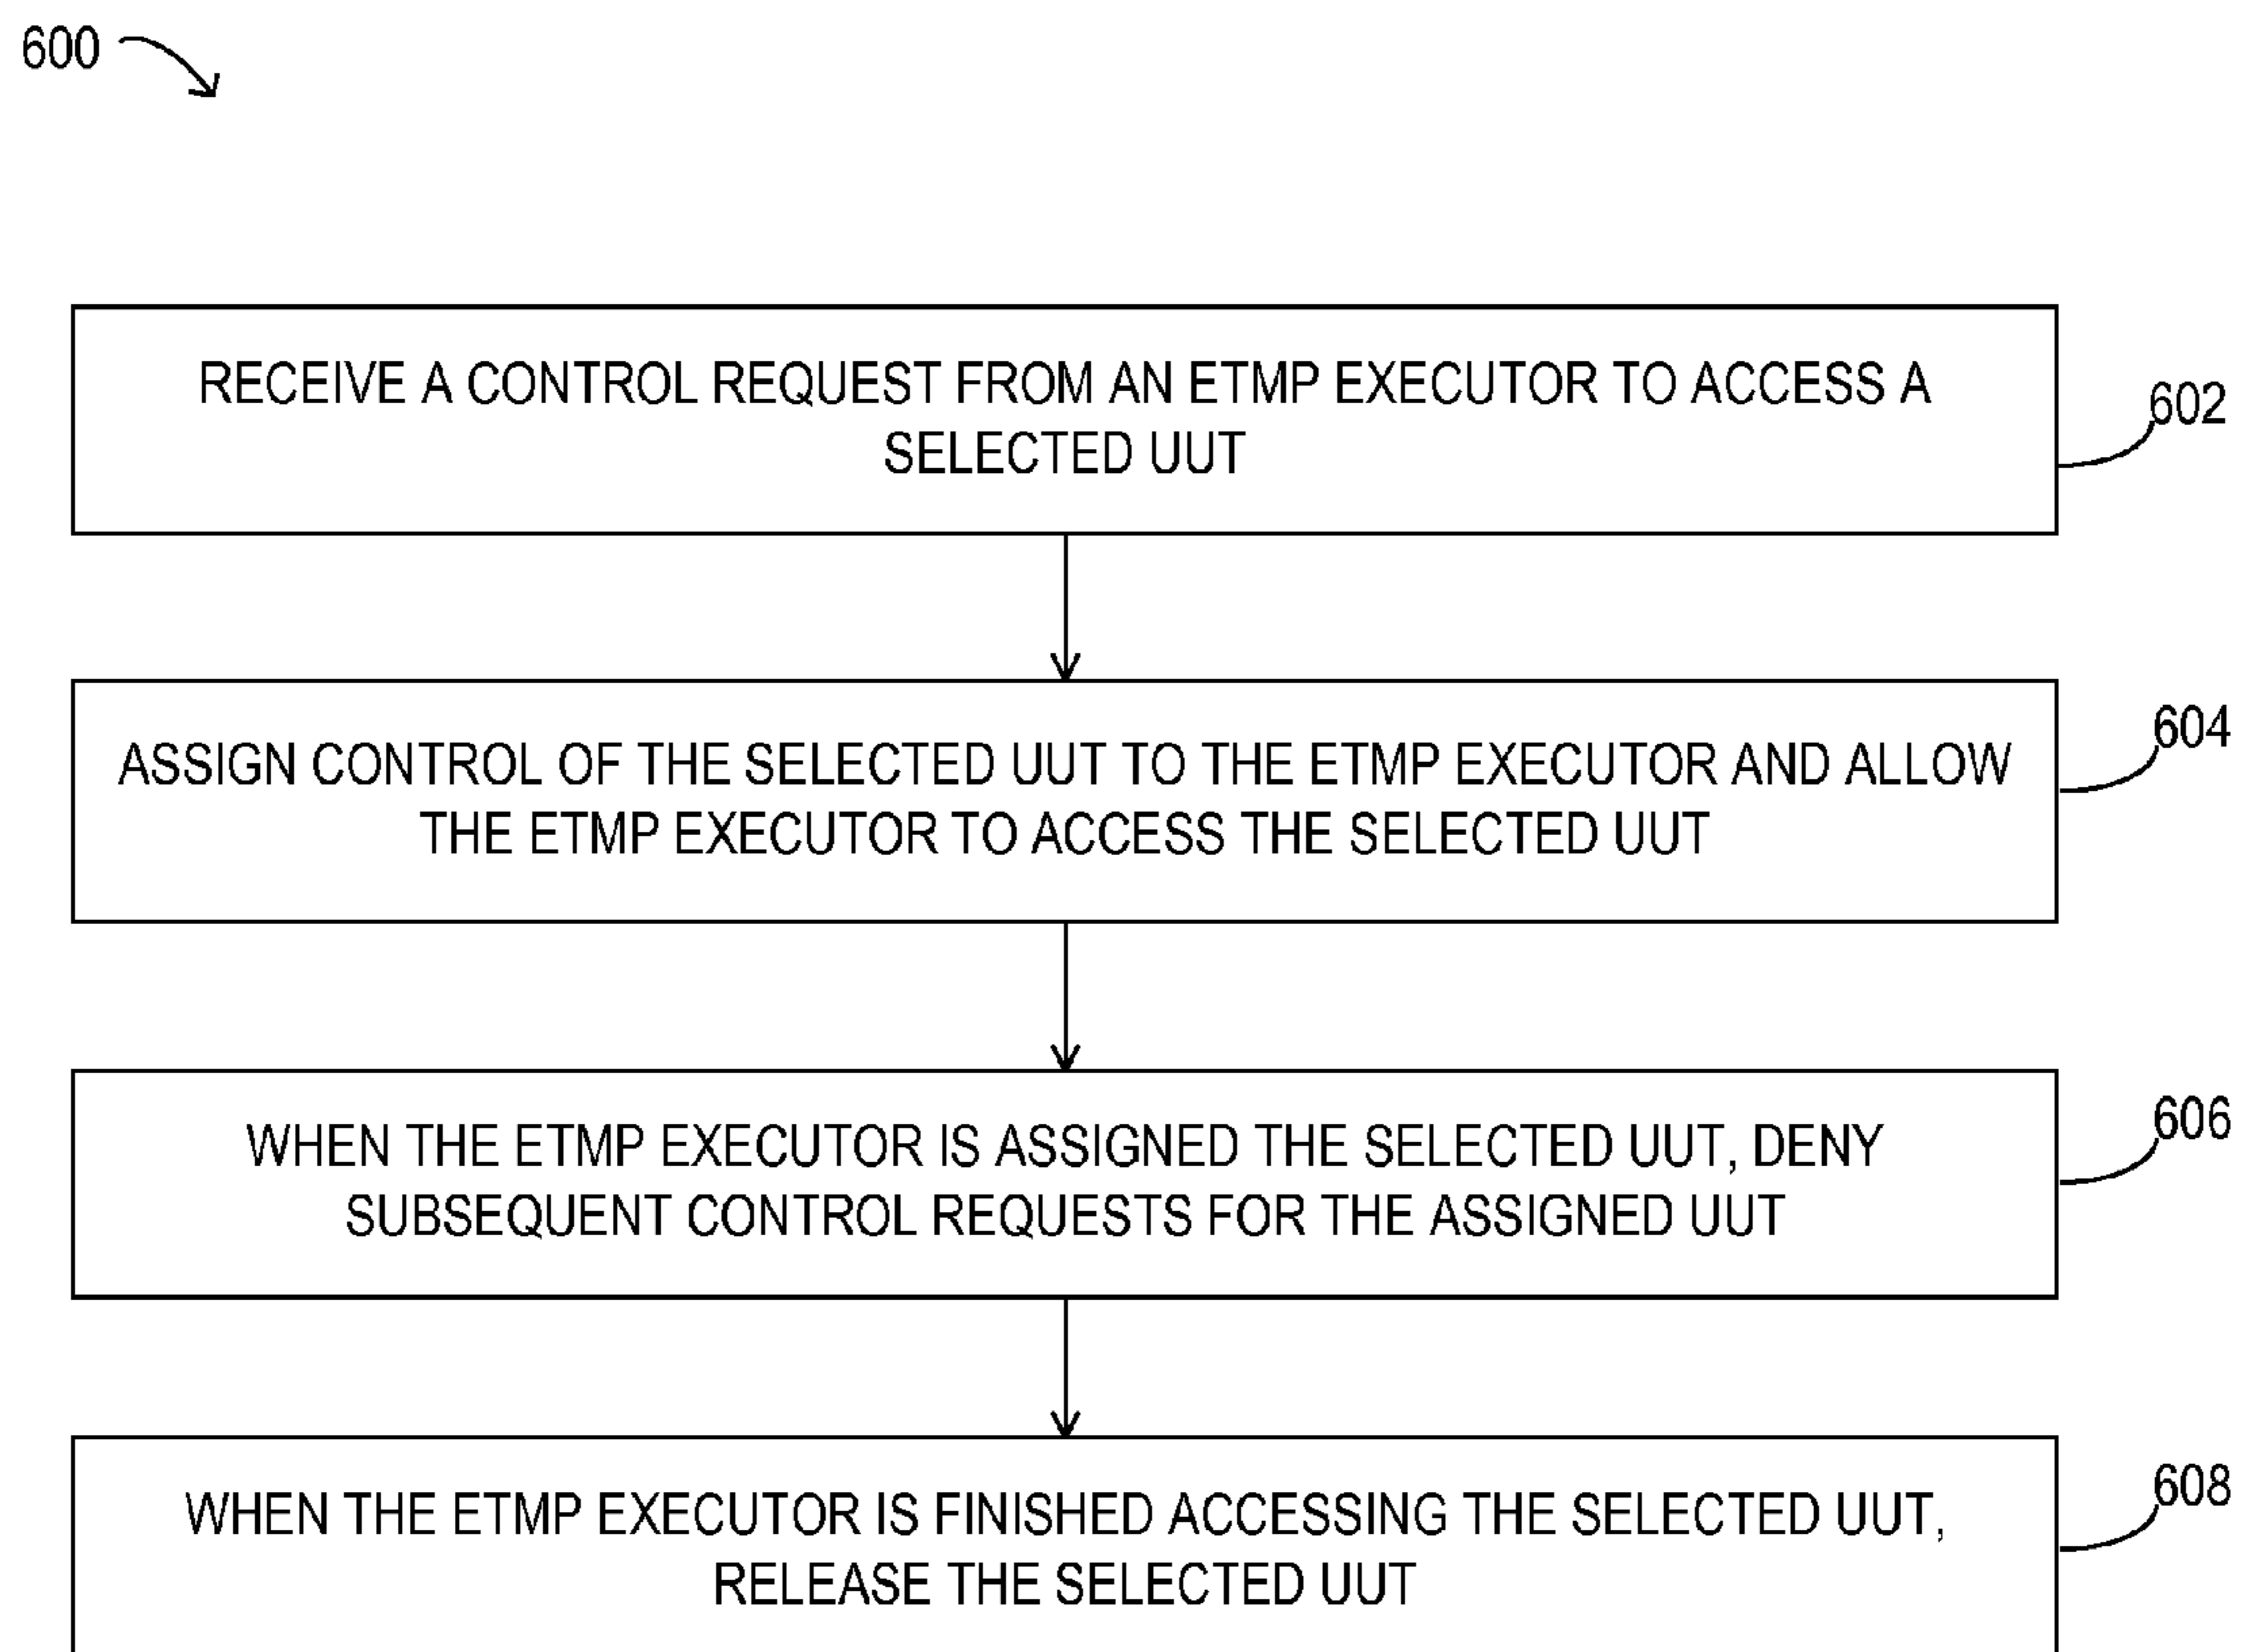 600
RECEIVE A CONTROL REQUEST FROM AN ETMP EXECUTOR TO ACCESS A
SELECTED UUT
602
ASSIGN CONTROL OF THE SELECTED UUT TO THE ETMP EXECUTOR AND ALLOW
THE ETMP EXECUTOR TO ACCESS THE SELECTED UUT
604
WHEN THE ETMP EXECUTOR IS ASSIGNED THE SELECTED UUT, DENY
SUBSEQUENT CONTROL REQUESTS FOR THE ASSIGNED UUT
606
WHEN THE ETMP EXECUTOR IS FINISHED ACCESSING THE SELECTED UUT,
RELEASE THE SELECTED UUT
608